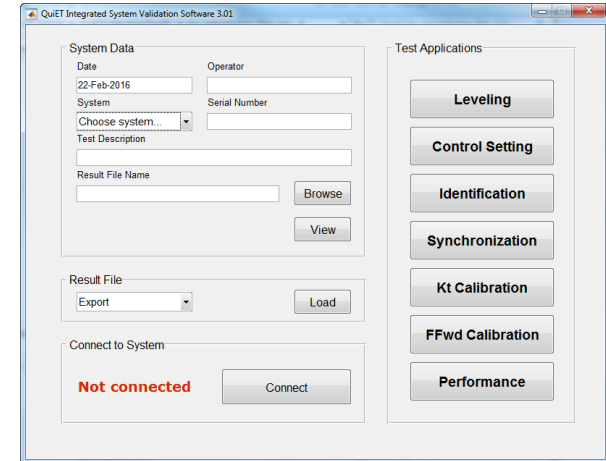 QuiET Integrated System Validation Software 3.01
System Data
Date
Operator
22-Feb-2016
System
Serial Number
Choose system...
Test Description
Result File Name
Browse
View
Result File
Export
Load
Connect to System
Not connected
Connect
Test Applications
Leveling
Control Setting
Identification
Synchronization
Kt Calibration
FFwd Calibration
Performance